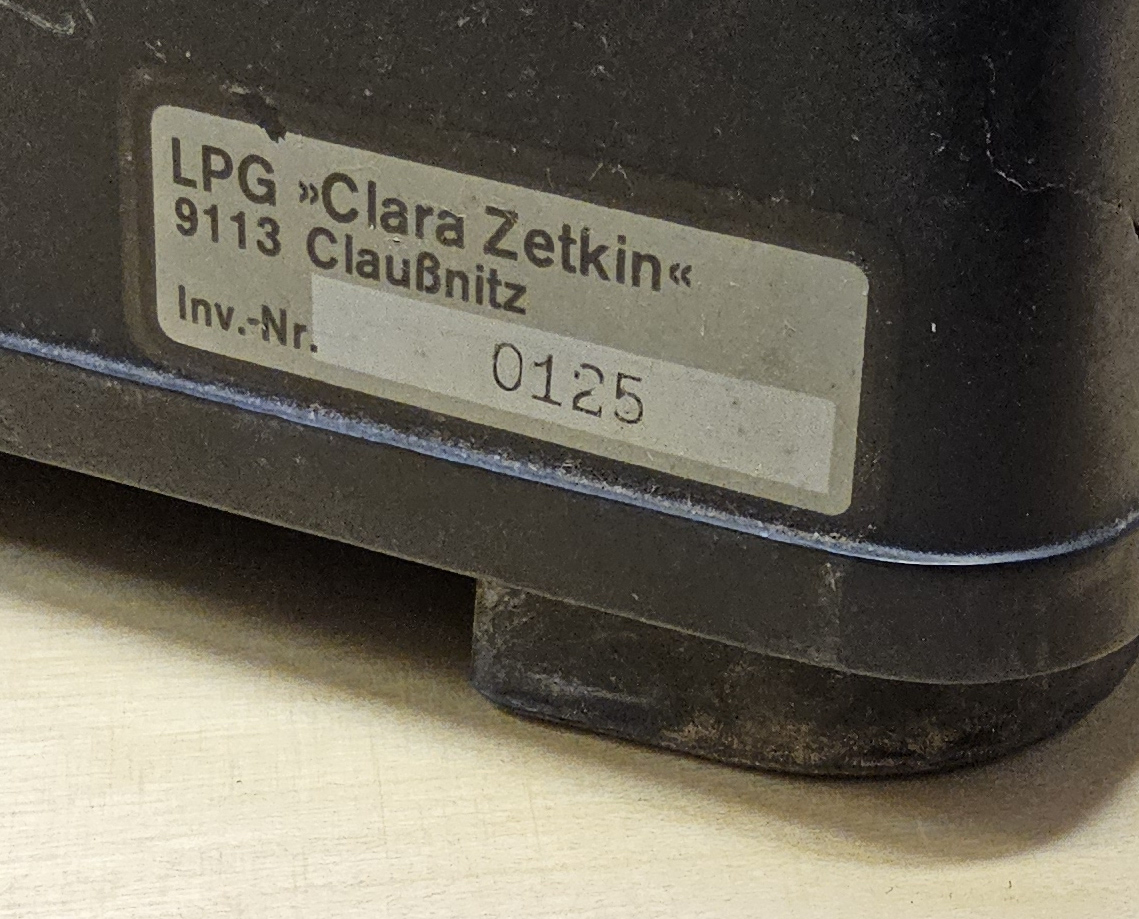 LPG »Clara Zetkin«
9113 Claußnitz
Inv.-Nr. 0125